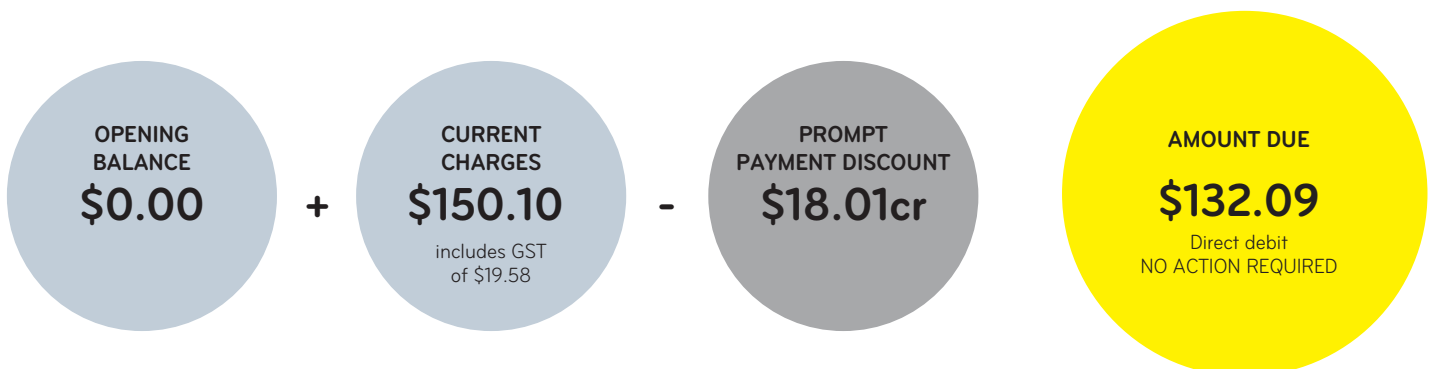 OPENING
BALANCE
$0.00
+
CURRENT
CHARGES
$150.10
includes GST
of $19.58
-
PROMPT
PAYMENT DISCOUNT
$18.01cr
AMOUNT DUE
$132.09
Direct debit
NO ACTION REQUIRED